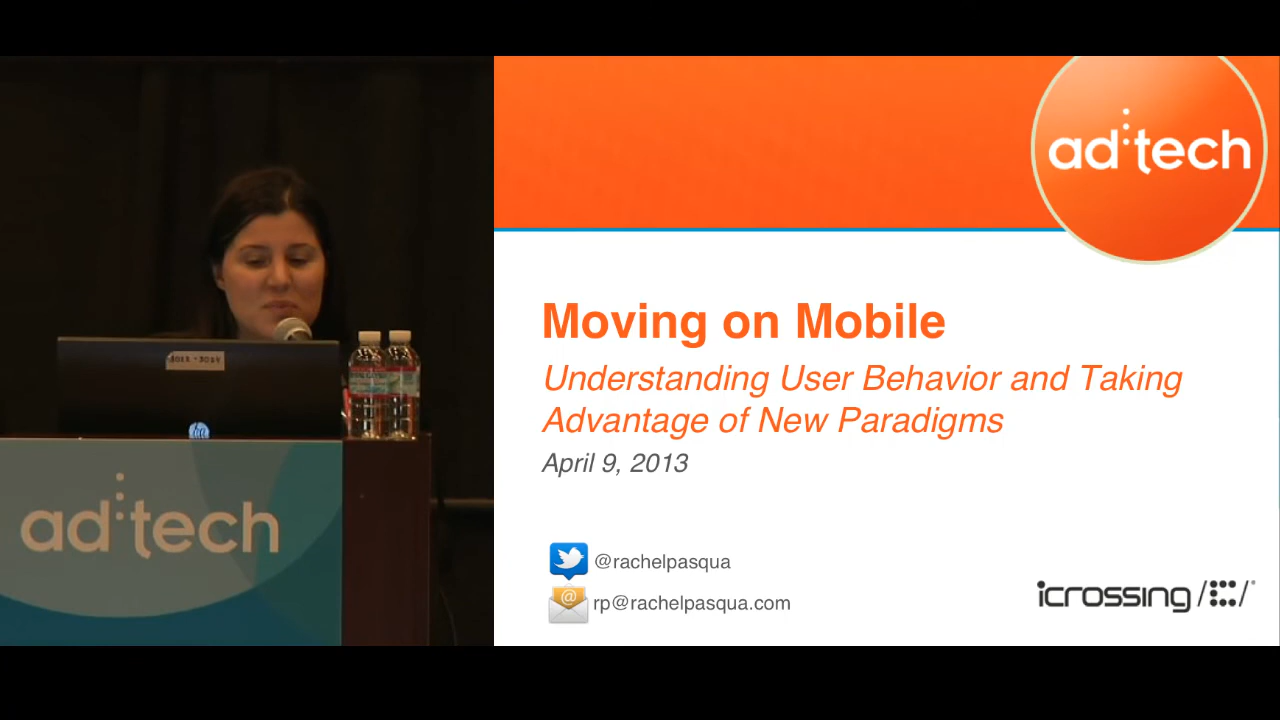 ad:tech
Moving on Mobile
Understanding User Behavior and Taking
Advantage of New Paradigms
April 9, 2013
@rachelpasqua
rp@rachelpasqua.com
icrossing
ad:tech